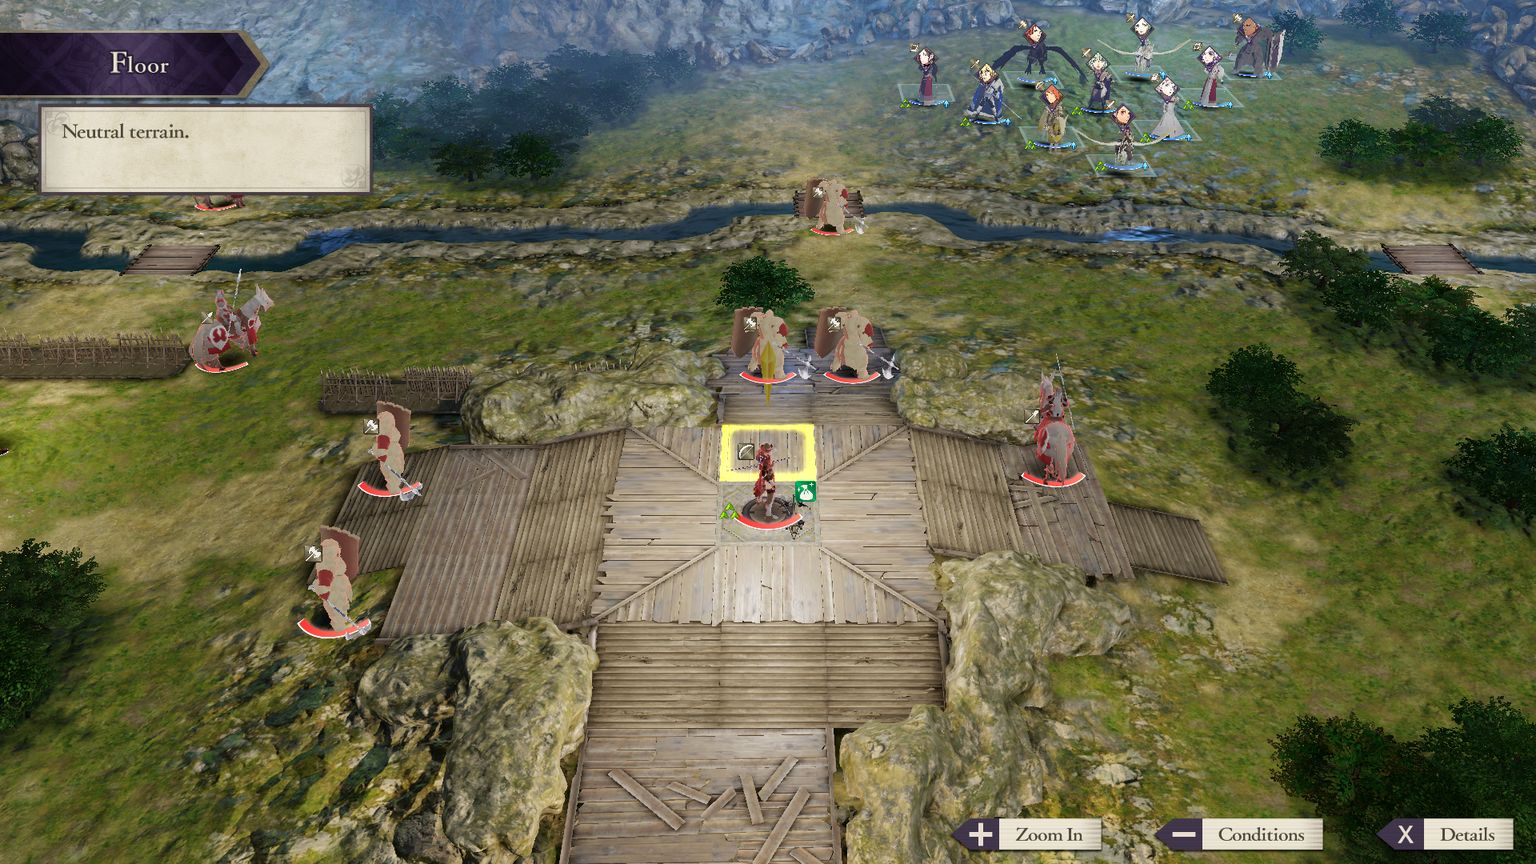 Floor
Neutral terrain.
+ Zoom In
− Conditions
X Details